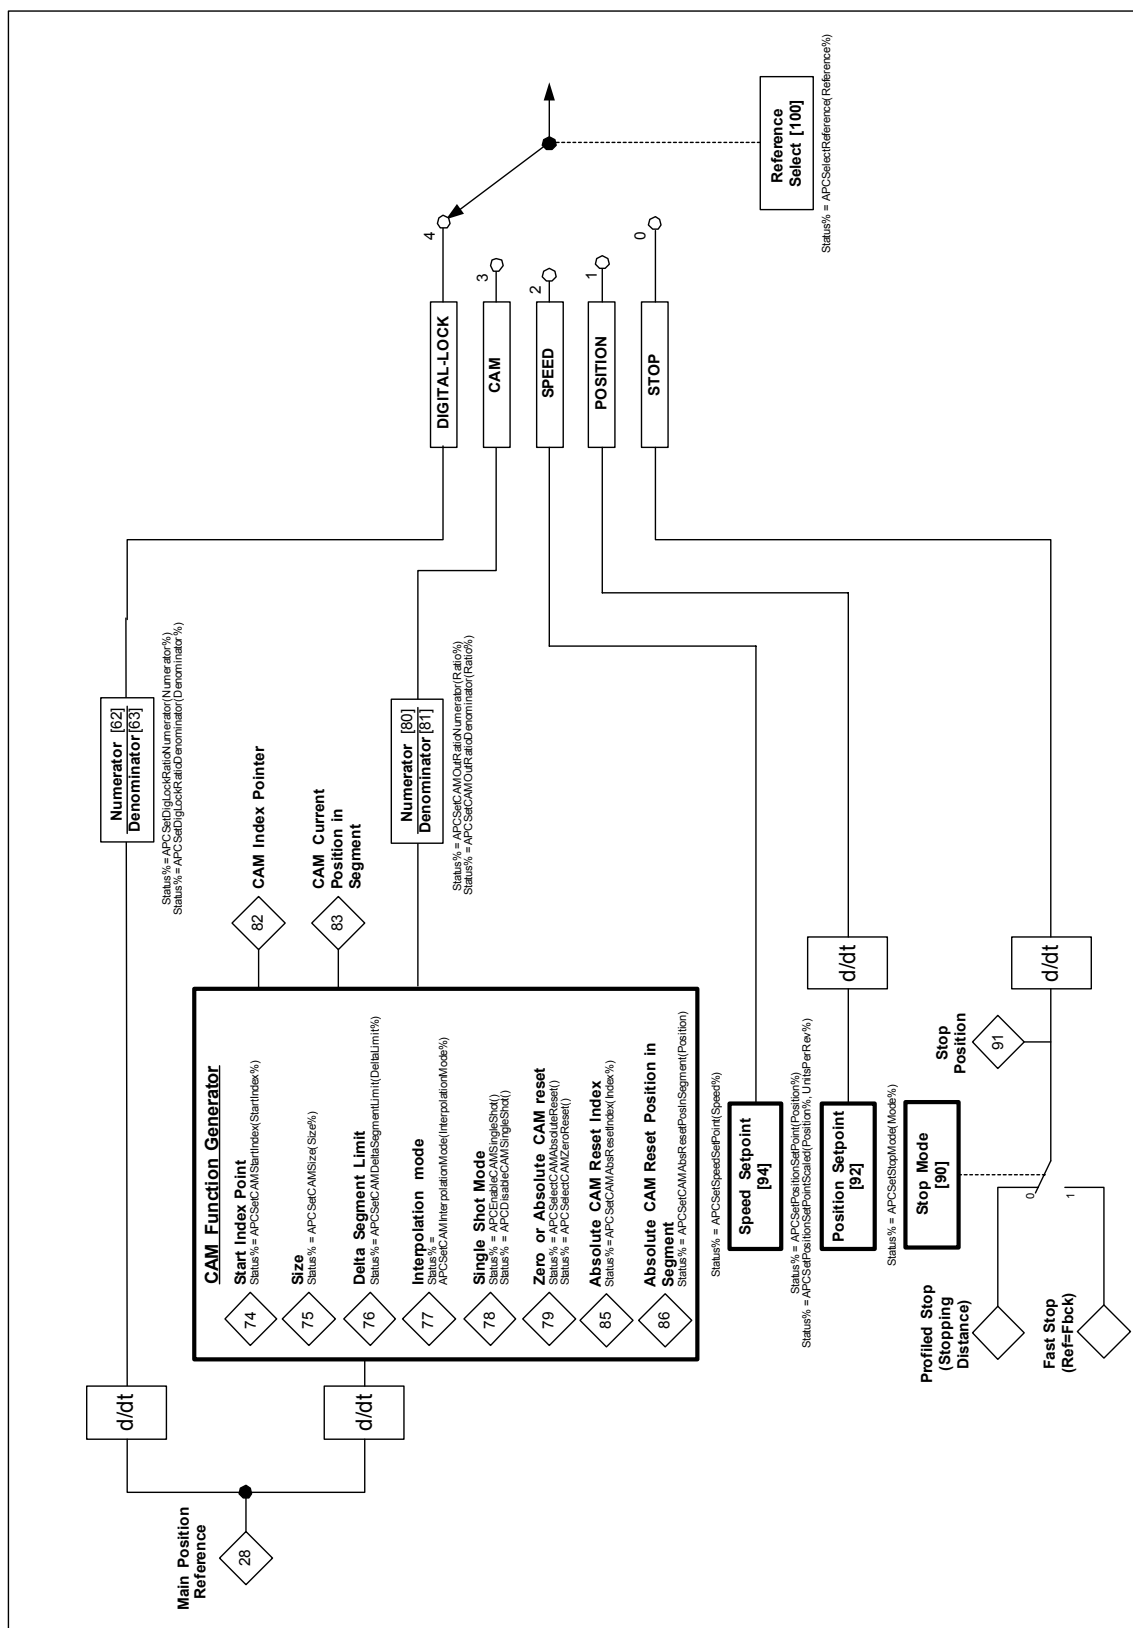 Main Position
Reference
28
d/dt
d/dt
CAM Function Generator
74
Start Index Point
Status% = APCSetCAMStartIndex(StartIndex%)
75
Size
Status% = APCSetCAMSize(Size%)
76
Delta Segment Limit
Status% = APCSetCAMDeltaSegmentLimit(DeltaLimit%)
77
Interpolation mode
Status% =
APCSetCAMInterpolationMode(InterpolationMode%)
78
Single Shot Mode
Status% = APCEnableCAMSingleShot()
Status% = APCDisableCAMSingleShot()
79
Zero or Absolute CAM reset
Status% = APCSelectCAMAbsoluteReset()
Status% = APCSelectCAMZeroReset()
85
Absolute CAM Reset Index
Status% = APCSetCAMAbsResetIndex(Index%)
86
Absolute CAM Reset Position in
Segment
Status% = APCSetCAMAbsResetPosInSegment(Position)
82
CAM Index Pointer
83
CAM Current
Position in
Segment
Numerator [62]
Denominator[63]
Status% = APCSetDigLockRatioNumerator(Numerator%)
Status% = APCSetDigLockRatioDenominator(Denominator%)
Numerator [80]
Denominator[81]
Status% = APCSetCAMOutRatioNumerator(Ratio%)
Status% = APCSetCAMOutRatioDenominator(Ratio%)
Status% = APCSetSpeedSetPoint(Speed%)
Speed Setpoint
[94]
Status% = APCSetPositionSetPoint(Position%)
Status% = APCSetPositionSetPointScaled(Position%, UnitsPerRev%)
Position Setpoint
[92]
d/dt
Status% = APCSetStopMode(Mode%)
Stop Mode
[90]
Profiled Stop
(Stopping
Distance)
Fast Stop
(Ref=Fbck)
0
1
Stop
Position
91
d/dt
DIGITAL-LOCK
4
CAM
3
SPEED
2
POSITION
1
STOP
0
Reference
Select [100]
Status% = APCSelectReference(Reference%)